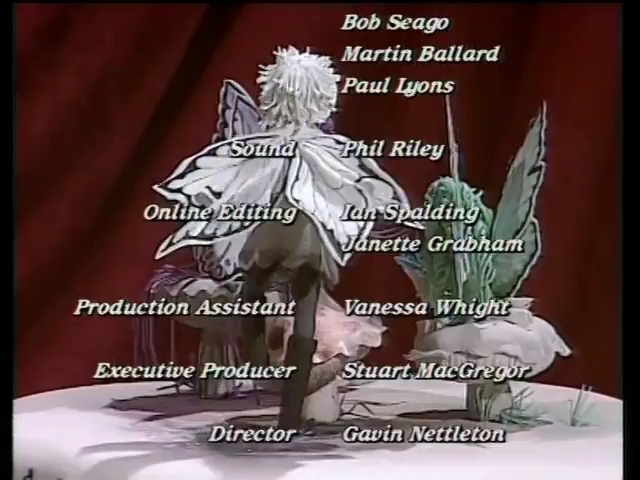 Bob Seago
Martin Ballard
Paul Lyons
Sound Phil Riley
Online Editing Ian Spalding
Janette Grabham
Production Assistant Vanessa Whight
Executive Producer Stuart MacGregor
Director Gavin Nettleton